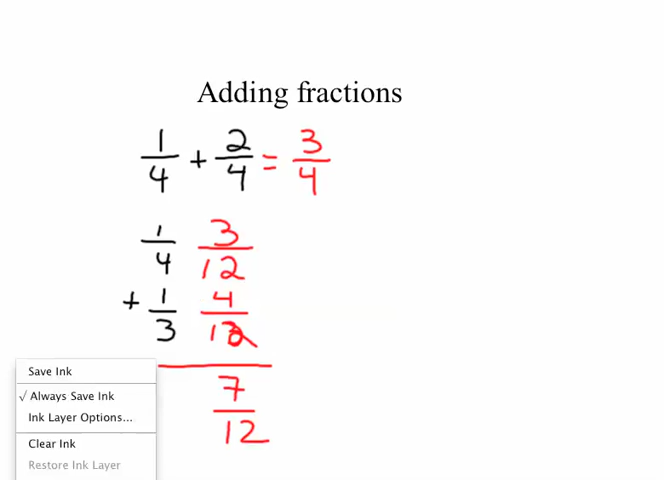 Adding fractions
1/4 + 2/4 = 3/4
1/4 3/12
+ 1/3 4/12
7/12
Save Ink
✓ Always Save Ink
Ink Layer Options...
Clear Ink
Restore Ink Layer